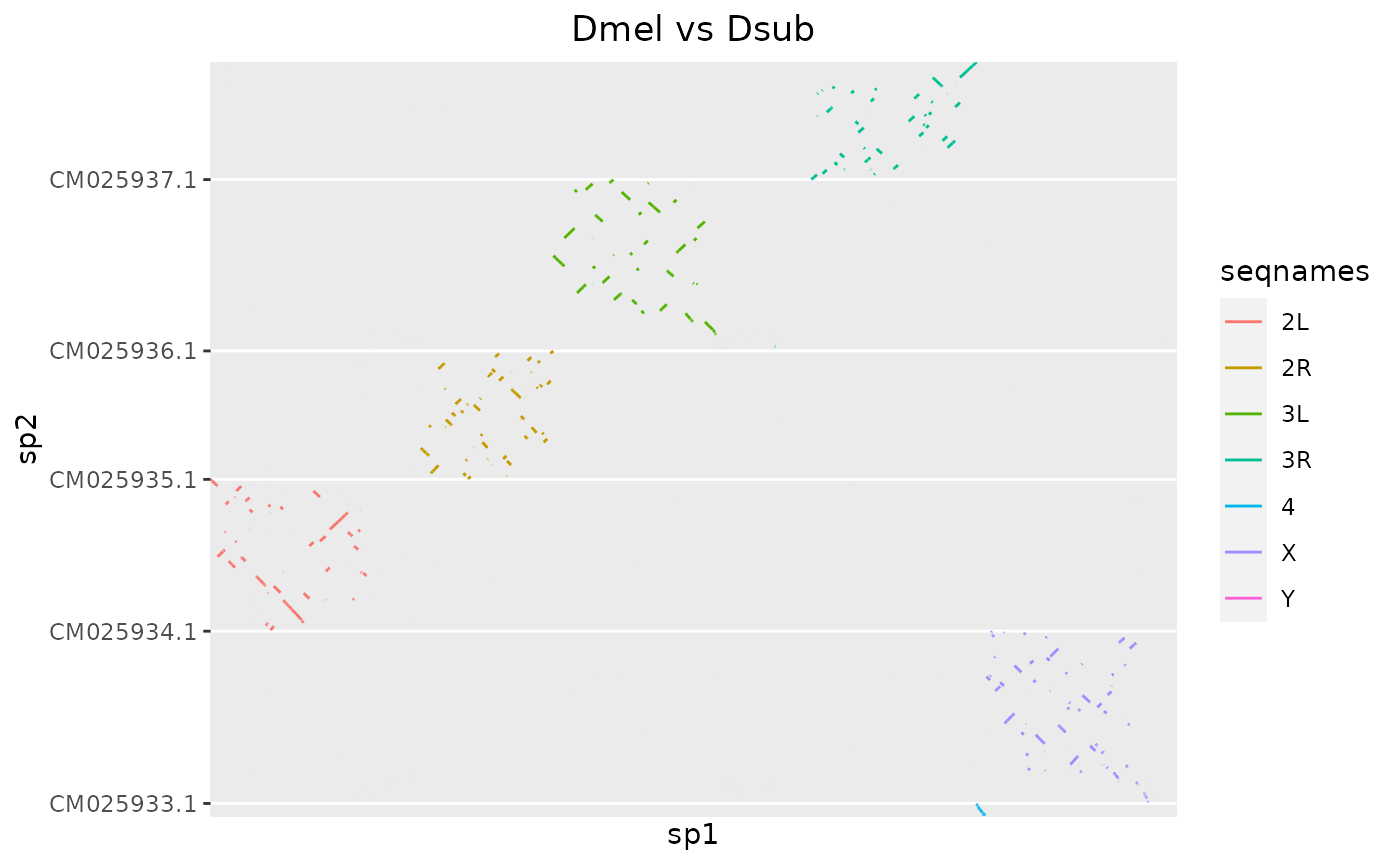 Dmel vs Dsub
CM025937.1
CM025936.1
CM025935.1
CM025934.1
CM025933.1
sp2
sp1
seqnames
2L
2R
3L
3R
4
X
Y